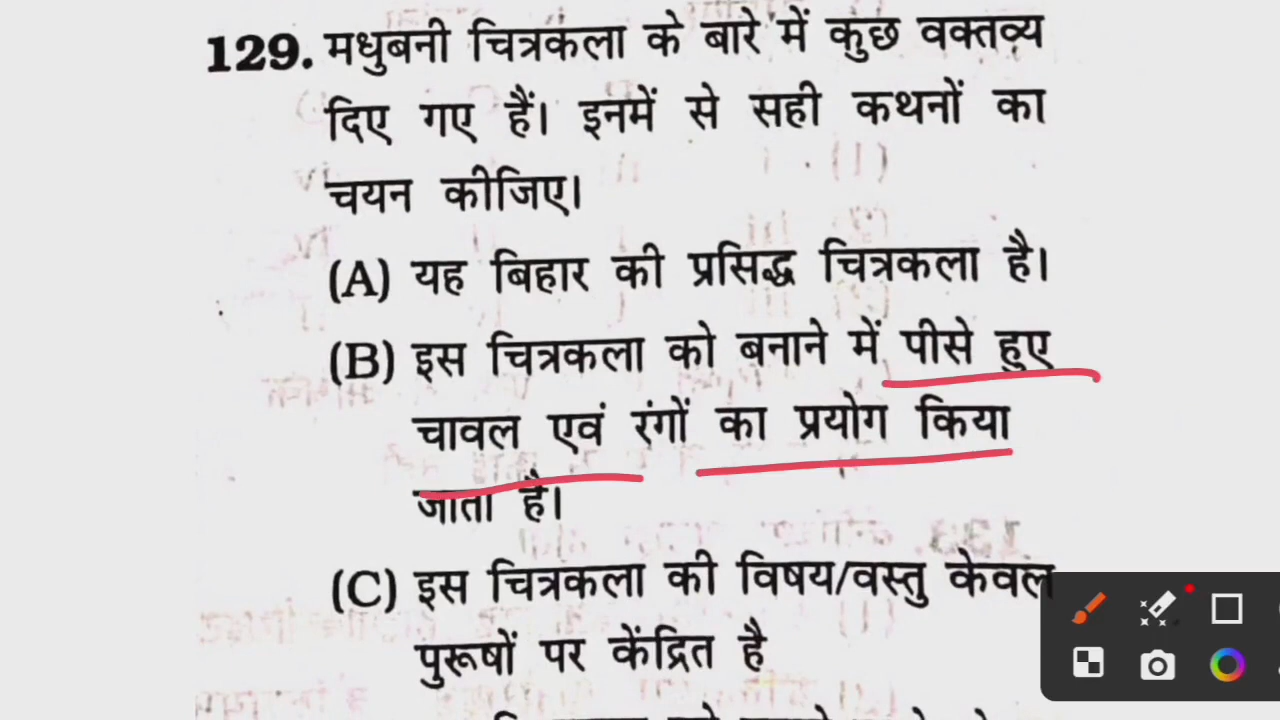 129. मधुबनी चित्रकला के बारे में कुछ वक्तव्य
दिए गए हैं। इनमें से सही कथनों का
चयन कीजिए।
(A) यह बिहार की प्रसिद्ध चित्रकला है।
(B) इस चित्रकला को बनाने में पीसे हुए
चावल एवं रंगों का प्रयोग किया
जाता है।
(C) इस चित्रकला की विषय/वस्तु केवल
पुरूषों पर केंद्रित है